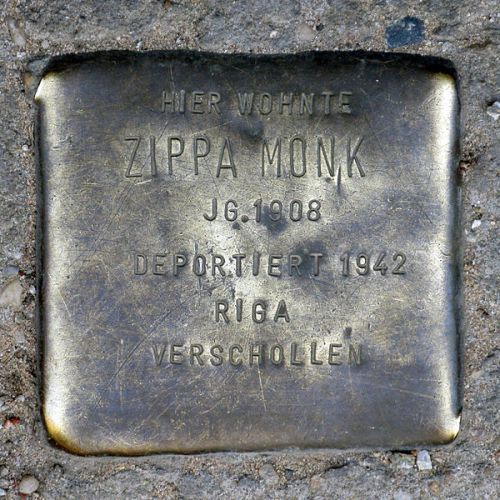 HIER WOHNTE
ZIPPA MONK
JG. 1908
DEPORTIERT 1942
RIGA
VERSCHOLLEN